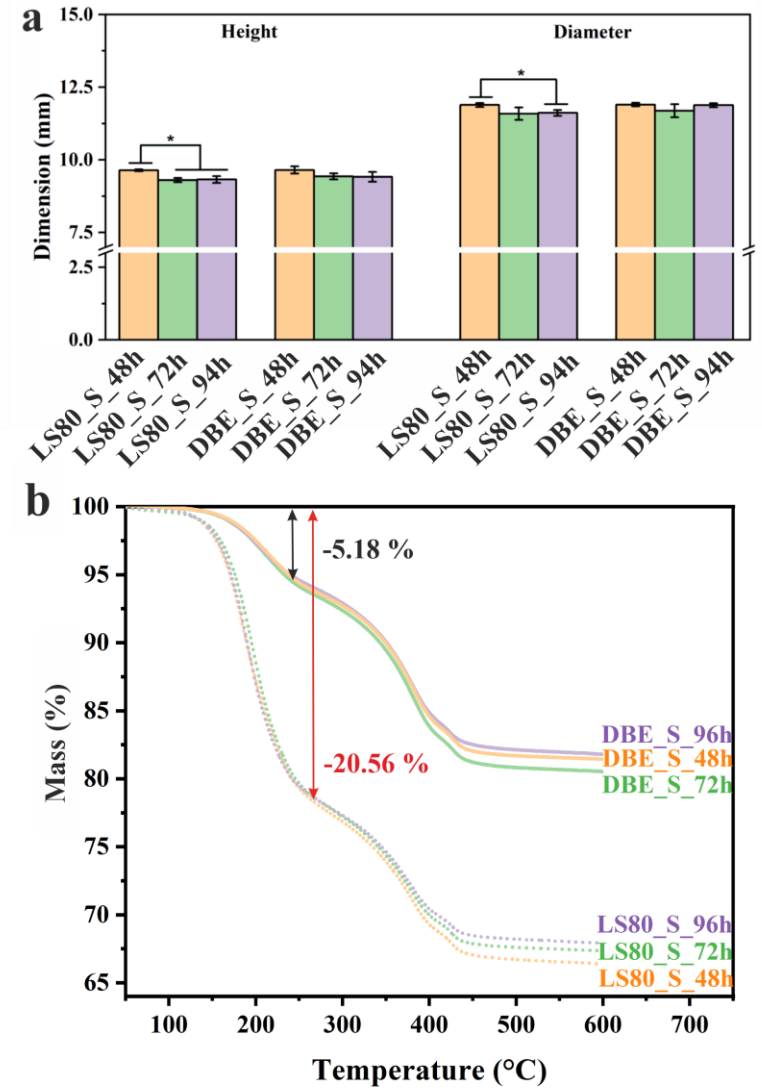 a
Height
Diameter
Dimension (mm)
15.0
12.5
10.0
7.5
2.5
0.0
*
*
LS80_S_48h
LS80_S_72h
LS80_S_94h
DBE_S_48h
DBE_S_72h
DBE_S_94h
LS80_S_48h
LS80_S_72h
LS80_S_94h
DBE_S_48h
DBE_S_72h
DBE_S_94h
b
Mass (%)
100
95
90
85
80
75
70
65
-5.18 %
-20.56 %
DBE_S_96h
DBE_S_48h
DBE_S_72h
LS80_S_96h
LS80_S_72h
LS80_S_48h
100
200
300
400
500
600
700
Temperature (°C)